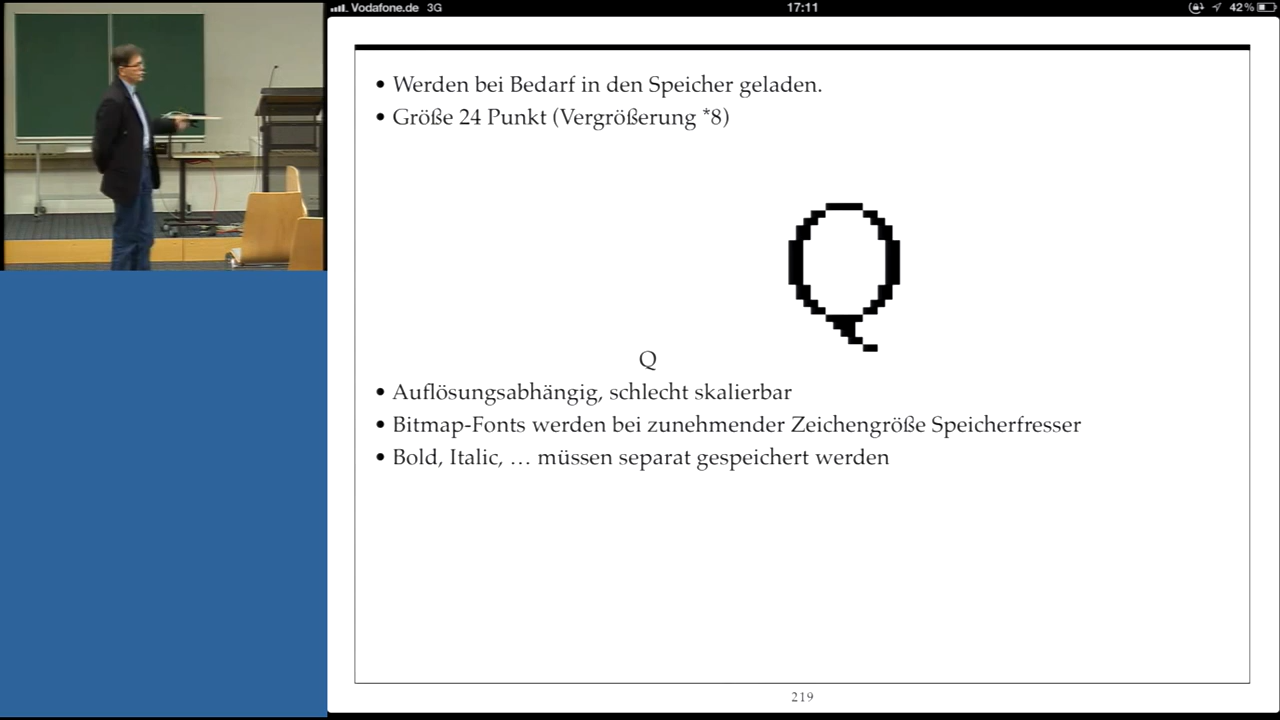 Vodafone.de 3G 17:11 42%
• Werden bei Bedarf in den Speicher geladen.
• Größe 24 Punkt (Vergrößerung *8)
Q
Q
• Auflösungsabhängig, schlecht skalierbar
• Bitmap-Fonts werden bei zunehmender Zeichengröße Speicherfresser
• Bold, Italic, … müssen separat gespeichert werden
219